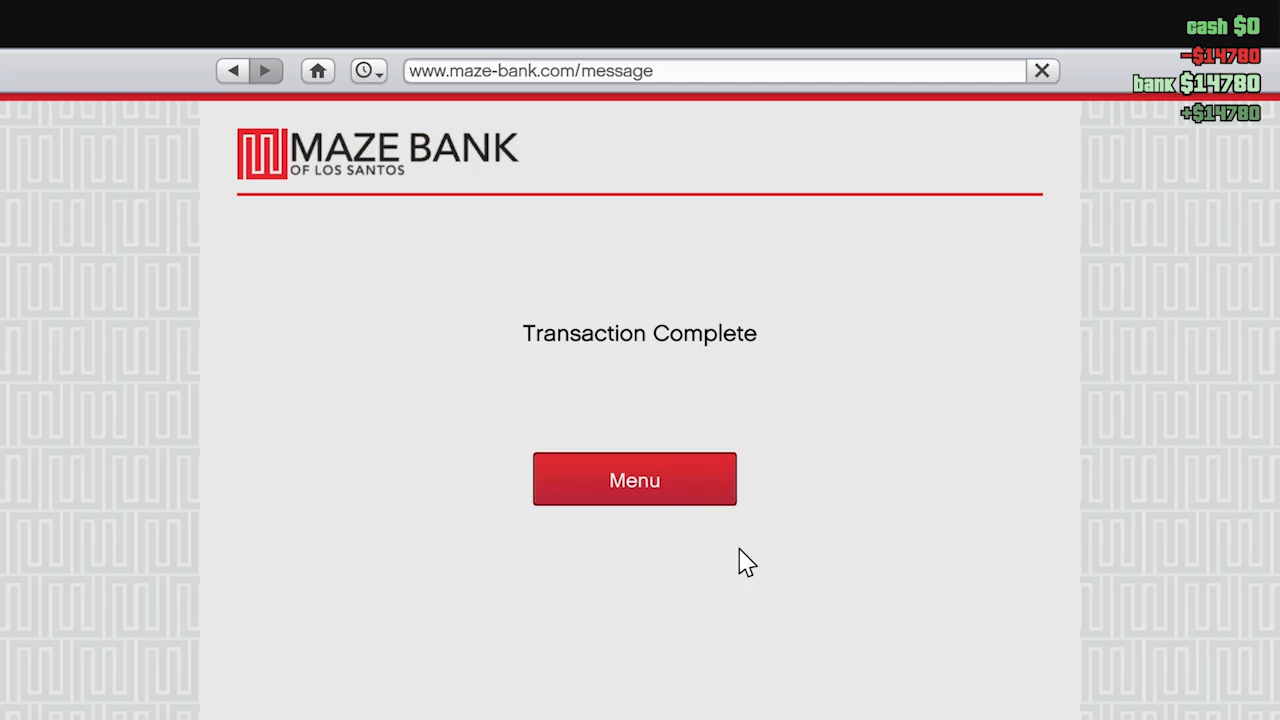 cash $0
-$14780
www.maze-bank.com/message
bank $14780
+$14780
MAZE BANK
OF LOS SANTOS
Transaction Complete
Menu